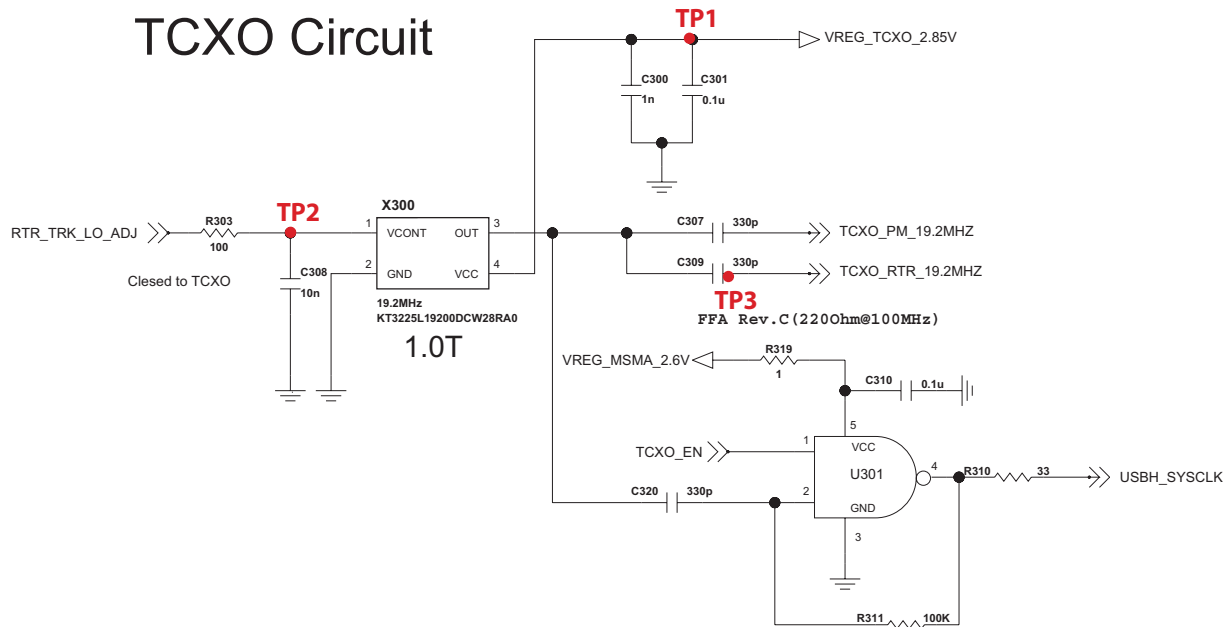 TCXO Circuit
TP1
VREG_TCXO_2.85V
C300
1n
C301
0.1u
X300
RTR_TRK_LO_ADJ
R303
100
TP2
1
VCONT
OUT
3
2
GND
VCC
4
C307
330p
TCXO_PM_19.2MHZ
C309
330p
TCXO_RTR_19.2MHZ
Clesed to TCXO
C308
10n
TP3
19.2MHz
KT3225L19200DCW28RA0
1.0T
FFA Rev.C(220Ohm@100MHz)
VREG_MSMA_2.6V
R319
1
C310
0.1u
5
VCC
TCXO_EN
1
U301
4
R310
33
USBH_SYSCLK
C320
330p
2
GND
3
R311
100K